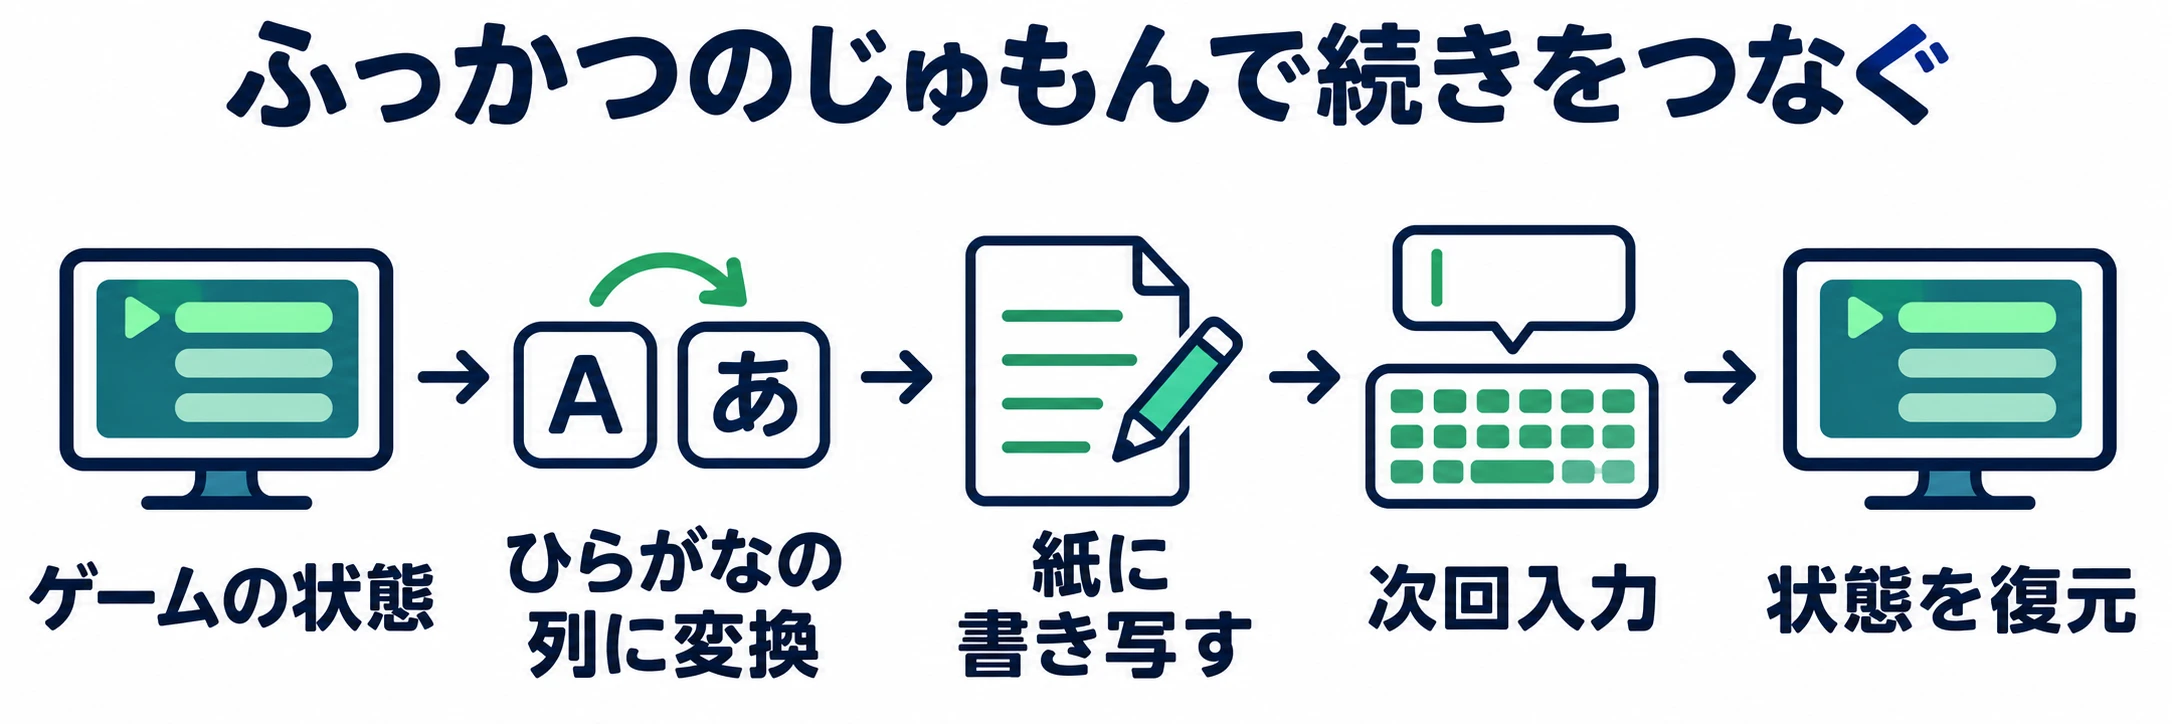 ふっかつのじゅもんで続きをつなぐ
A
あ
ゲームの状態
ひらがなの
列に変換
紙に
書き写す
次回入力
状態を復元